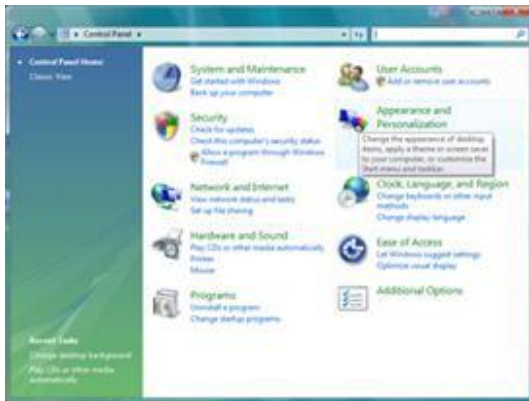 Control Panel
Control Panel Home
Classic View
System and Maintenance
Get started with Windows
Back up your computer
Security
Check for updates
Check this computer's security status
Allow a program through Windows
Firewall
Network and Internet
View network status and tasks
Set up file sharing
Hardware and Sound
Play CDs or other media automatically
Printer
Mouse
Programs
Uninstall a program
Change startup programs
User Accounts
Add or remove user accounts
Appearance and
Personalization
Change the appearance of desktop
items, apply a theme or screen saver
to your computer, or customize the
Start menu and taskbar.
Clock, Language, and Region
Change keyboards or other input
methods
Change display language
Ease of Access
Let Windows suggest settings
Optimize visual display
Additional Options
Recent Tasks
Change desktop background
Play CDs or other media
automatically